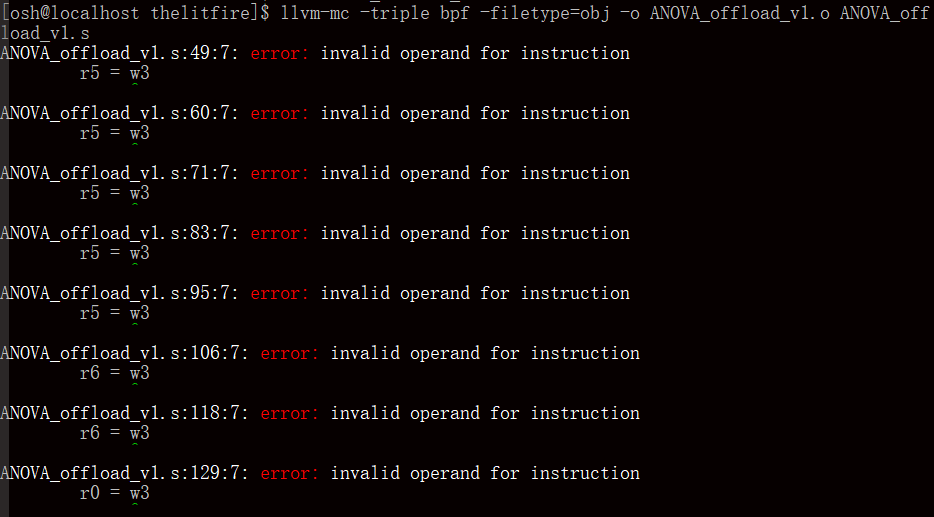 [osh@localhost thelitfire]$ llvm-mc -triple bpf -filetype=obj -o ANOVA_offload_v1.o ANOVA_off
load_v1.s
ANOVA_offload_v1.s:49:7: error: invalid operand for instruction
r5 = w3
^
ANOVA_offload_v1.s:60:7: error: invalid operand for instruction
r5 = w3
^
ANOVA_offload_v1.s:71:7: error: invalid operand for instruction
r5 = w3
^
ANOVA_offload_v1.s:83:7: error: invalid operand for instruction
r5 = w3
^
ANOVA_offload_v1.s:95:7: error: invalid operand for instruction
r5 = w3
^
ANOVA_offload_v1.s:106:7: error: invalid operand for instruction
r6 = w3
^
ANOVA_offload_v1.s:118:7: error: invalid operand for instruction
r6 = w3
^
ANOVA_offload_v1.s:129:7: error: invalid operand for instruction
r0 = w3
^